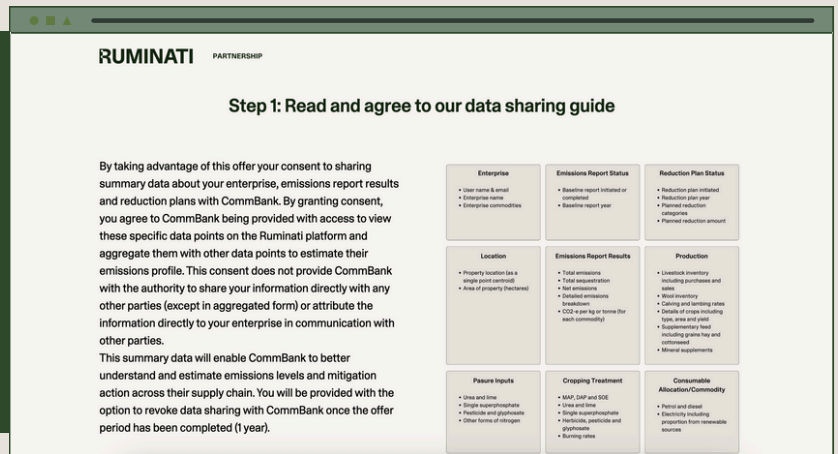 RUMINATI
PARTNERSHIP
Step 1: Read and agree to our data sharing guide
By taking advantage of this offer your consent to sharing
summary data about your enterprise, emissions report results
and reduction plans with CommBank. By granting consent,
you agree to CommBank being provided with access to view
these specific data points on the Ruminati platform and
aggregate them with other data points to estimate their
emissions profile. This consent does not provide CommBank
with the authority to share your information directly with any
other parties (except in aggregated form) or attribute the
information directly to your enterprise in communication with
other parties.
This summary data will enable CommBank to better
understand and estimate emissions levels and mitigation
action across their supply chain. You will be provided with the
option to revoke data sharing with CommBank once the offer
period has been completed (1 year).
Enterprise
• User name & email
• Enterprise name
• Enterprise commodities
Emissions Report Status
• Baseline report initiated or
completed
• Baseline report year
Reduction Plan Status
• Reduction plan initiated
• Reduction plan year
• Planned reduction
categories
• Planned reduction amount
Location
• Property location (as a
single point centroid)
• Area of property (hectares)
Emissions Report Results
• Total emissions
• Total sequestration
• Net emissions
• Detailed emissions
breakdown
• CO2-e per kg or tonne (for
each commodity)
Production
• Livestock inventory
including purchases and
sales
• Wool inventory
• Calving and lambing rates
• Details of crops including
type, area and yield
• Supplementary feed
including grains hay and
cottonseed
• Mineral supplements
Pasure Inputs
• Urea and lime
• Single superphosphate
• Pesticide and glyphosate
• Other forms of nitrogen
Cropping Treatment
• MAP, DAP and SOE
• Urea and lime
• Single superphosphate
• Herbicide, pesticide and
glyphosate
• Burning rates
Consumable
Allocation/Commodity
• Petrol and diesel
• Electricity including
proportion from renewable
sources